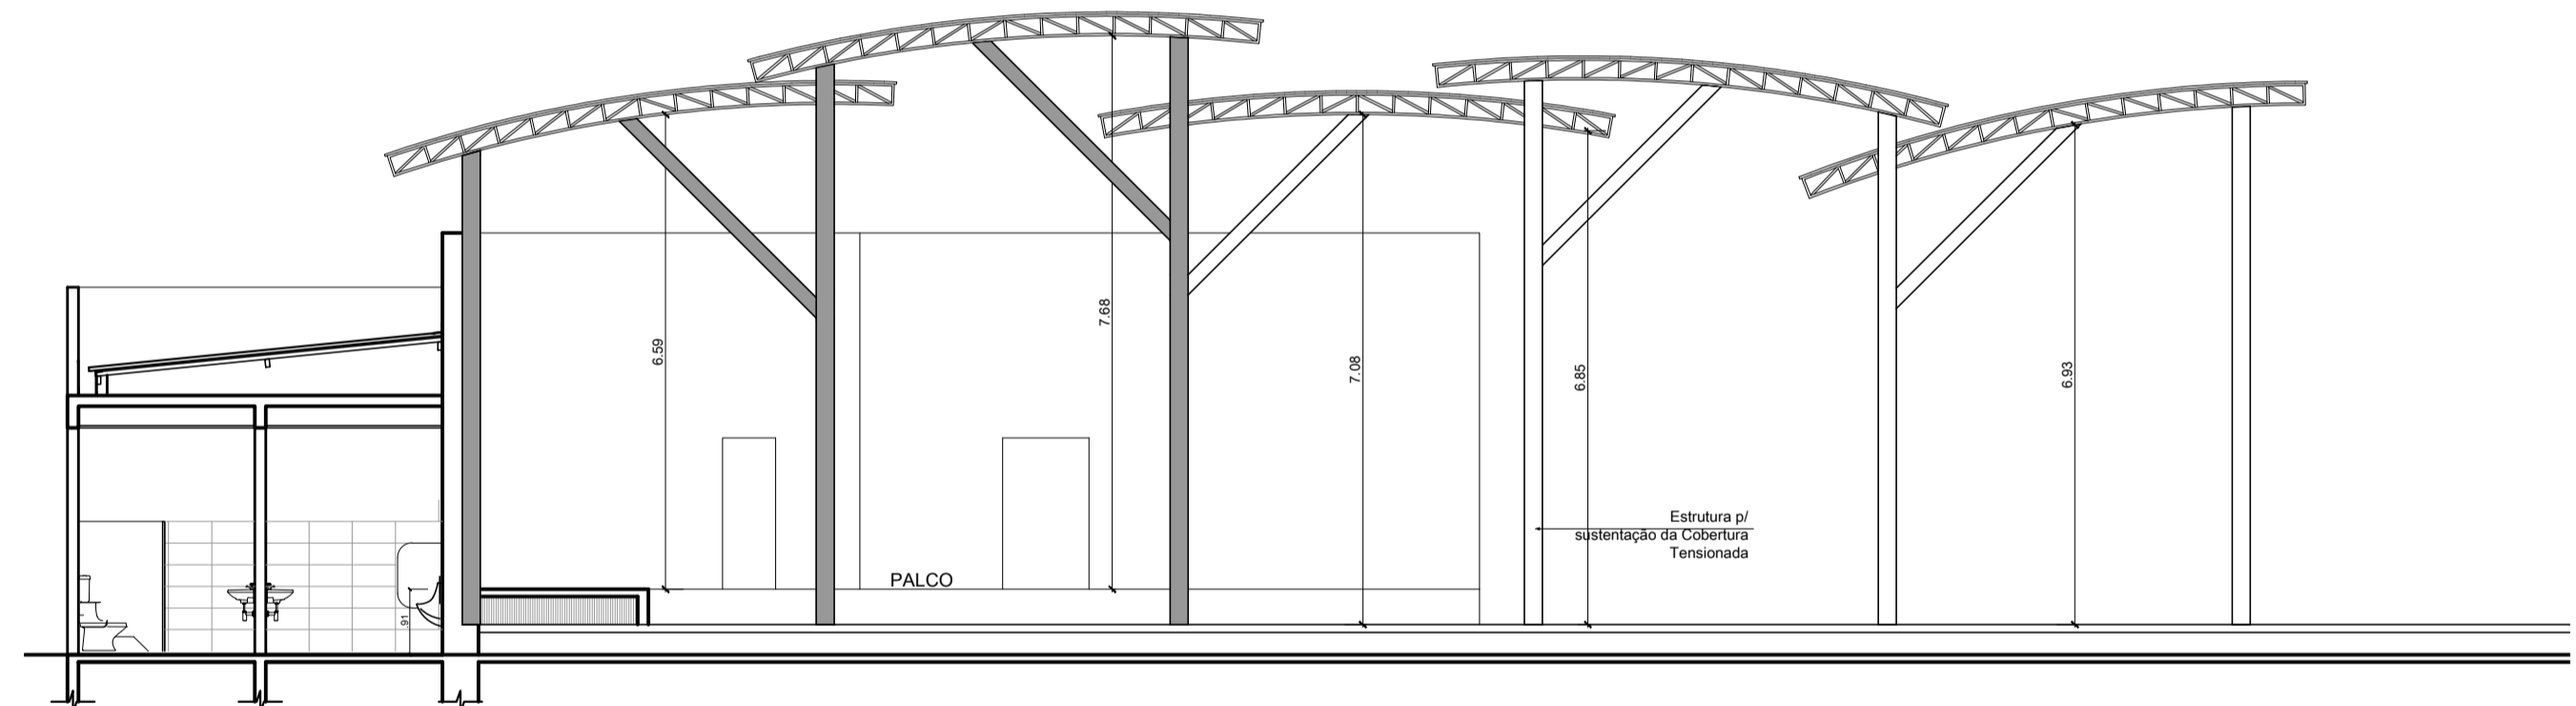 6.59
7.68
7.08
6.85
6.93
Estrutura p/
sustentação da Cobertura
Tensionada
PALCO
.91